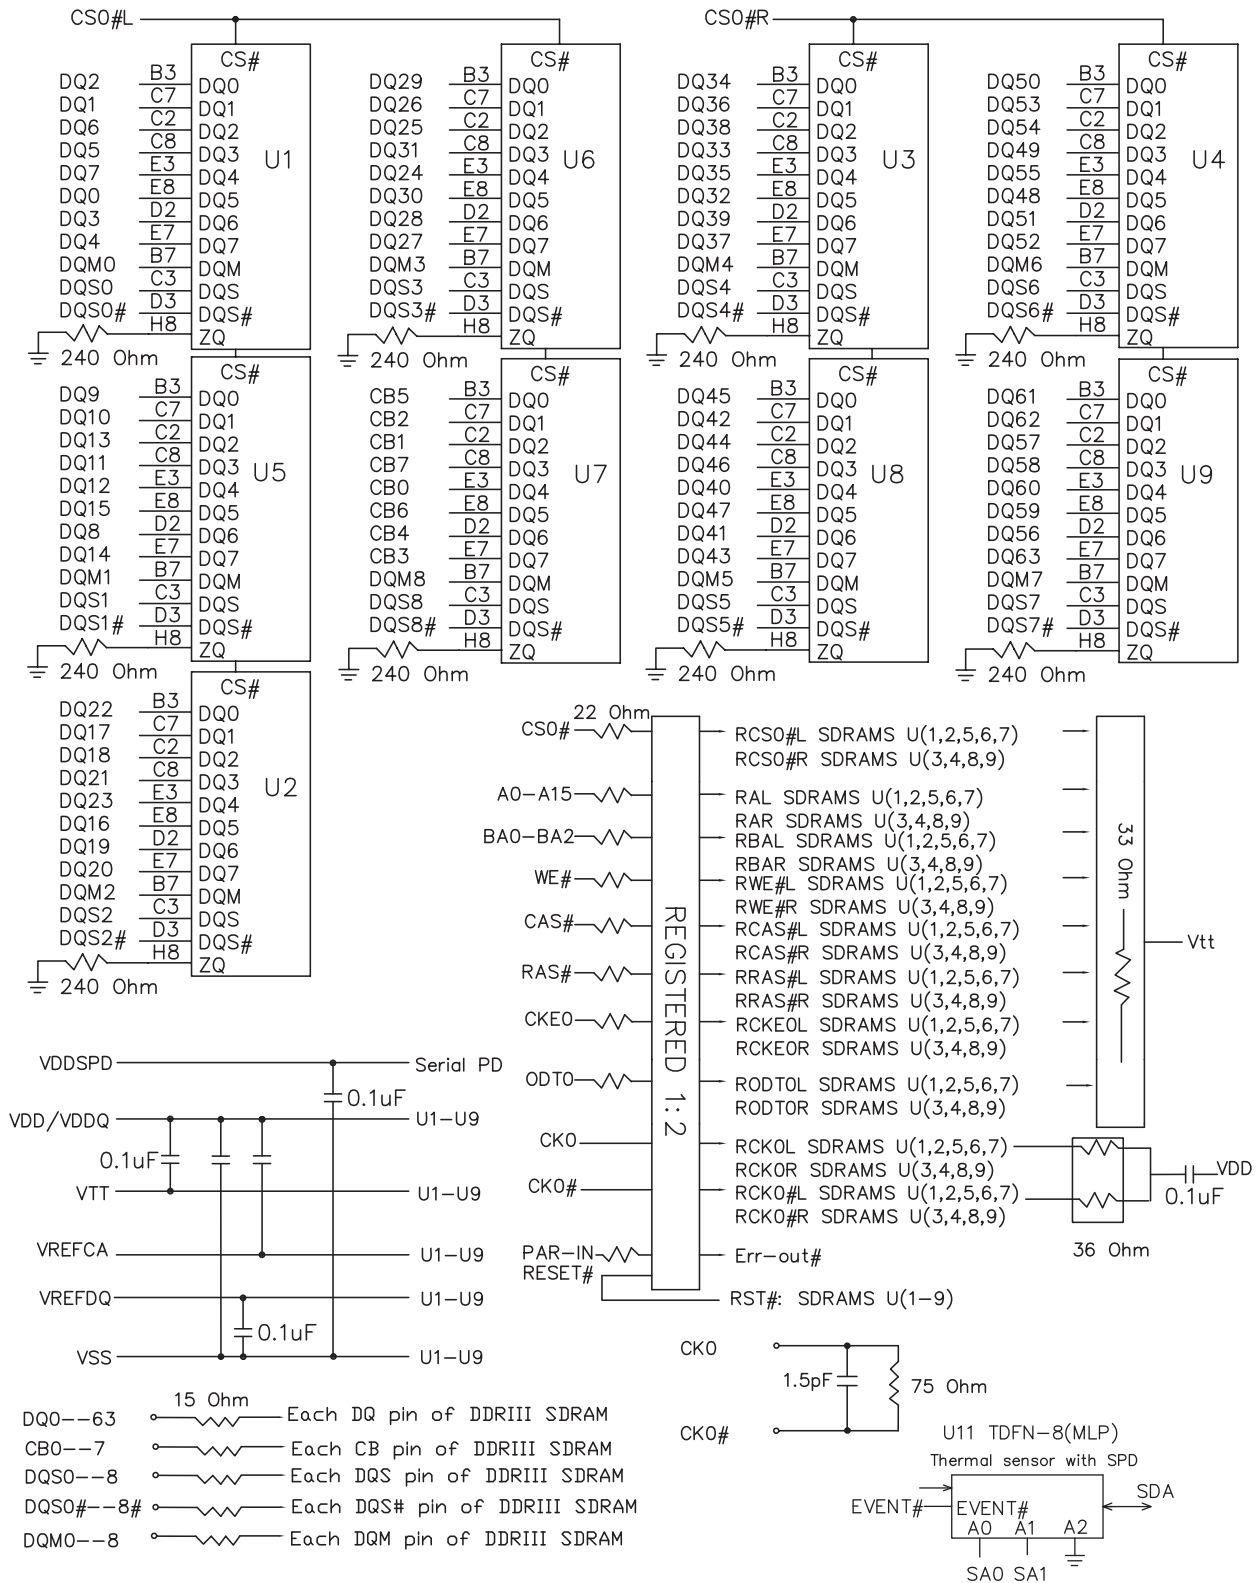 CS0#L
CS#
DQ2 B3 DQ0
DQ1 C7 DQ1
DQ6 C2 DQ2
DQ5 C8 DQ3
DQ7 E3 DQ4
DQ0 E8 DQ5
DQ3 D2 DQ6
DQ4 E7 DQ7
DQM0 B7 DQM
DQS0 C3 DQS
DQS0# D3 DQS#
H8 ZQ
U1
240 Ohm
CS#
DQ29 B3 DQ0
DQ26 C7 DQ1
DQ25 C2 DQ2
DQ31 C8 DQ3
DQ24 E3 DQ4
DQ30 E8 DQ5
DQ28 D2 DQ6
DQ27 E7 DQ7
DQM3 B7 DQM
DQS3 C3 DQS
DQS3# D3 DQS#
H8 ZQ
U6
240 Ohm
CS0#R
CS#
DQ34 B3 DQ0
DQ36 C7 DQ1
DQ38 C2 DQ2
DQ33 C8 DQ3
DQ35 E3 DQ4
DQ32 E8 DQ5
DQ39 D2 DQ6
DQ37 E7 DQ7
DQM4 B7 DQM
DQS4 C3 DQS
DQS4# D3 DQS#
H8 ZQ
U3
240 Ohm
CS#
DQ50 B3 DQ0
DQ53 C7 DQ1
DQ54 C2 DQ2
DQ49 C8 DQ3
DQ55 E3 DQ4
DQ48 E8 DQ5
DQ51 D2 DQ6
DQ52 E7 DQ7
DQM6 B7 DQM
DQS6 C3 DQS
DQS6# D3 DQS#
H8 ZQ
U4
240 Ohm
CS#
DQ9 B3 DQ0
DQ10 C7 DQ1
DQ13 C2 DQ2
DQ11 C8 DQ3
DQ12 E3 DQ4
DQ15 E8 DQ5
DQ8 D2 DQ6
DQ14 E7 DQ7
DQM1 B7 DQM
DQS1 C3 DQS
DQS1# D3 DQS#
H8 ZQ
U5
240 Ohm
CS#
CB5 B3 DQ0
CB2 C7 DQ1
CB1 C2 DQ2
CB7 C8 DQ3
CB0 E3 DQ4
CB6 E8 DQ5
CB4 D2 DQ6
CB3 E7 DQ7
DQM8 B7 DQM
DQS8 C3 DQS
DQS8# D3 DQS#
H8 ZQ
U7
240 Ohm
CS#
DQ45 B3 DQ0
DQ42 C7 DQ1
DQ44 C2 DQ2
DQ46 C8 DQ3
DQ40 E3 DQ4
DQ47 E8 DQ5
DQ41 D2 DQ6
DQ43 E7 DQ7
DQM5 B7 DQM
DQS5 C3 DQS
DQS5# D3 DQS#
H8 ZQ
U8
240 Ohm
CS#
DQ61 B3 DQ0
DQ62 C7 DQ1
DQ57 C2 DQ2
DQ58 C8 DQ3
DQ60 E3 DQ4
DQ59 E8 DQ5
DQ56 D2 DQ6
DQ63 E7 DQ7
DQM7 B7 DQM
DQS7 C3 DQS
DQS7# D3 DQS#
H8 ZQ
U9
240 Ohm
CS#
DQ22 B3 DQ0
DQ17 C7 DQ1
DQ18 C2 DQ2
DQ21 C8 DQ3
DQ23 E3 DQ4
DQ16 E8 DQ5
DQ19 D2 DQ6
DQ20 E7 DQ7
DQM2 B7 DQM
DQS2 C3 DQS
DQS2# D3 DQS#
H8 ZQ
U2
240 Ohm
22 Ohm
CS0# RCS0#L SDRAMS U(1,2,5,6,7)
RCS0#R SDRAMS U(3,4,8,9)
A0-A15 RAL SDRAMS U(1,2,5,6,7)
RAR SDRAMS U(3,4,8,9)
BA0-BA2 RBAL SDRAMS U(1,2,5,6,7)
RBAR SDRAMS U(3,4,8,9)
WE# RWE#L SDRAMS U(1,2,5,6,7)
RWE#R SDRAMS U(3,4,8,9)
CAS# RCAS#L SDRAMS U(1,2,5,6,7)
RCAS#R SDRAMS U(3,4,8,9)
RAS# RRAS#L SDRAMS U(1,2,5,6,7)
RRAS#R SDRAMS U(3,4,8,9)
CKE0 RCKE0L SDRAMS U(1,2,5,6,7)
RCKE0R SDRAMS U(3,4,8,9)
ODT0 RODT0L SDRAMS U(1,2,5,6,7)
RODT0R SDRAMS U(3,4,8,9)
CK0 RCK0L SDRAMS U(1,2,5,6,7)
RCK0R SDRAMS U(3,4,8,9)
CK0# RCK0#L SDRAMS U(1,2,5,6,7)
RCK0#R SDRAMS U(3,4,8,9)
PAR-IN Err-out#
RESET#
RST#: SDRAMS U(1-9)
REGISTERED 1:2
33 Ohm
Vtt
VDD
0.1uF
36 Ohm
VDDSPD Serial PD
0.1uF
VDD/VDDQ U1-U9
0.1uF
VTT U1-U9
VREFCA U1-U9
VREFDQ U1-U9
0.1uF
VSS U1-U9
CK0
1.5pF 75 Ohm
CK0#
15 Ohm
DQ0--63 Each DQ pin of DDRIII SDRAM
CB0--7 Each CB pin of DDRIII SDRAM
DQS0--8 Each DQS pin of DDRIII SDRAM
DQS0#--8# Each DQS# pin of DDRIII SDRAM
DQM0--8 Each DQM pin of DDRIII SDRAM
U11 TDFN-8(MLP)
Thermal sensor with SPD
SDA
EVENT# EVENT#
A0 A1 A2
SA0 SA1